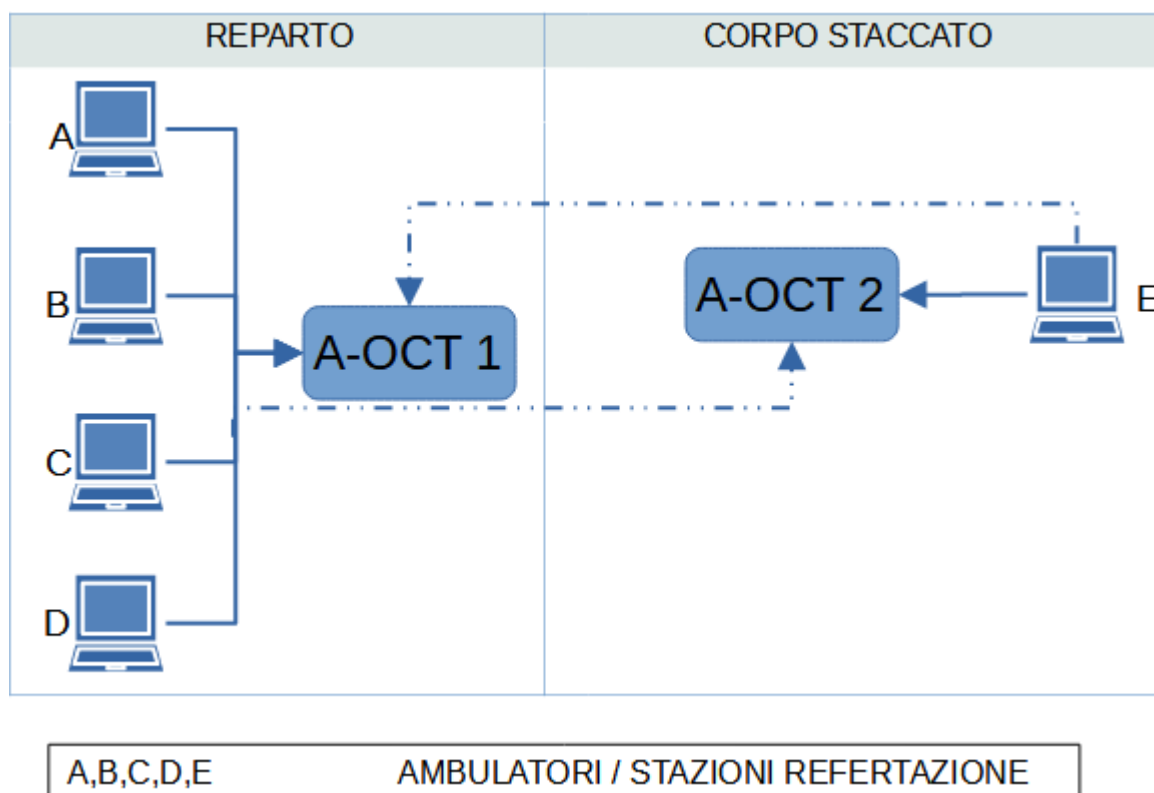 REPARTO
CORPO STACCATO
A
B
A-OCT 1
A-OCT 2
E
C
D
A,B,C,D,E AMBULATORI / STAZIONI REFERTAZIONE